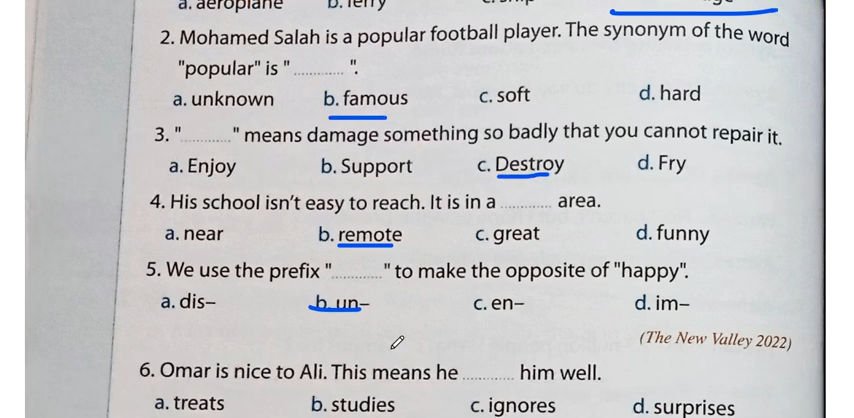 a. aeroplane b. ferry
2. Mohamed Salah is a popular football player. The synonym of the word
"popular" is " ............ ".
a. unknown b. famous c. soft d. hard
3. " ............ " means damage something so badly that you cannot repair it.
a. Enjoy b. Support c. Destroy d. Fry
4. His school isn't easy to reach. It is in a ............ area.
a. near b. remote c. great d. funny
5. We use the prefix " ............ " to make the opposite of "happy".
a. dis– b. un– c. en– d. im–
(The New Valley 2022)
6. Omar is nice to Ali. This means he ............ him well.
a. treats b. studies c. ignores d. surprises